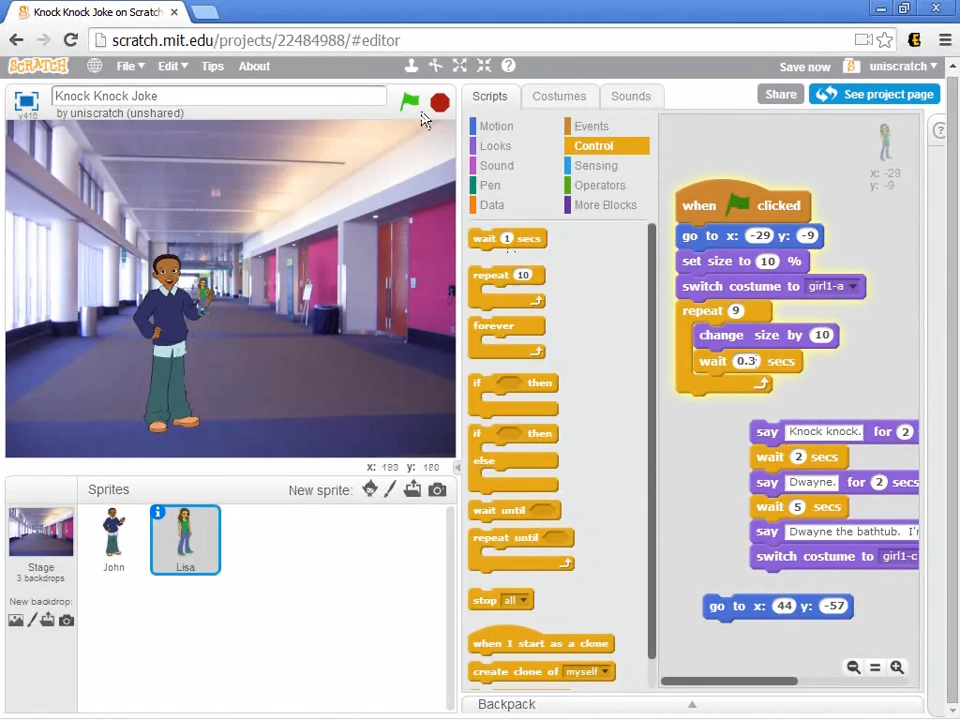 Knock Knock Joke on Scratch
scratch.mit.edu/projects/22484988/#editor
SCRATCH
File
Edit
Tips
About
Save now
uniscratch
v418
Knock Knock Joke
by uniscratch (unshared)
Scripts
Costumes
Sounds
Share
See project page
Motion
Events
Looks
Control
Sound
Sensing
Pen
Operators
Data
More Blocks
x: -29
y: -9
wait 1 secs
repeat 10
forever
if then
if then
else
wait until
repeat until
stop all
when I start as a clone
create clone of myself
when clicked
go to x: -29 y: -9
set size to 10 %
switch costume to girl1-a
repeat 9
change size by 10
wait 0.3 secs
say Knock knock. for 2
wait 2 secs
say Dwayne. for 2 secs
wait 5 secs
say Dwayne the bathtub. I'
switch costume to girl1-c
go to x: 44 y: -57
x: 193 y: 180
Sprites
New sprite:
John
Lisa
Stage
3 backdrops
New backdrop:
Backpack